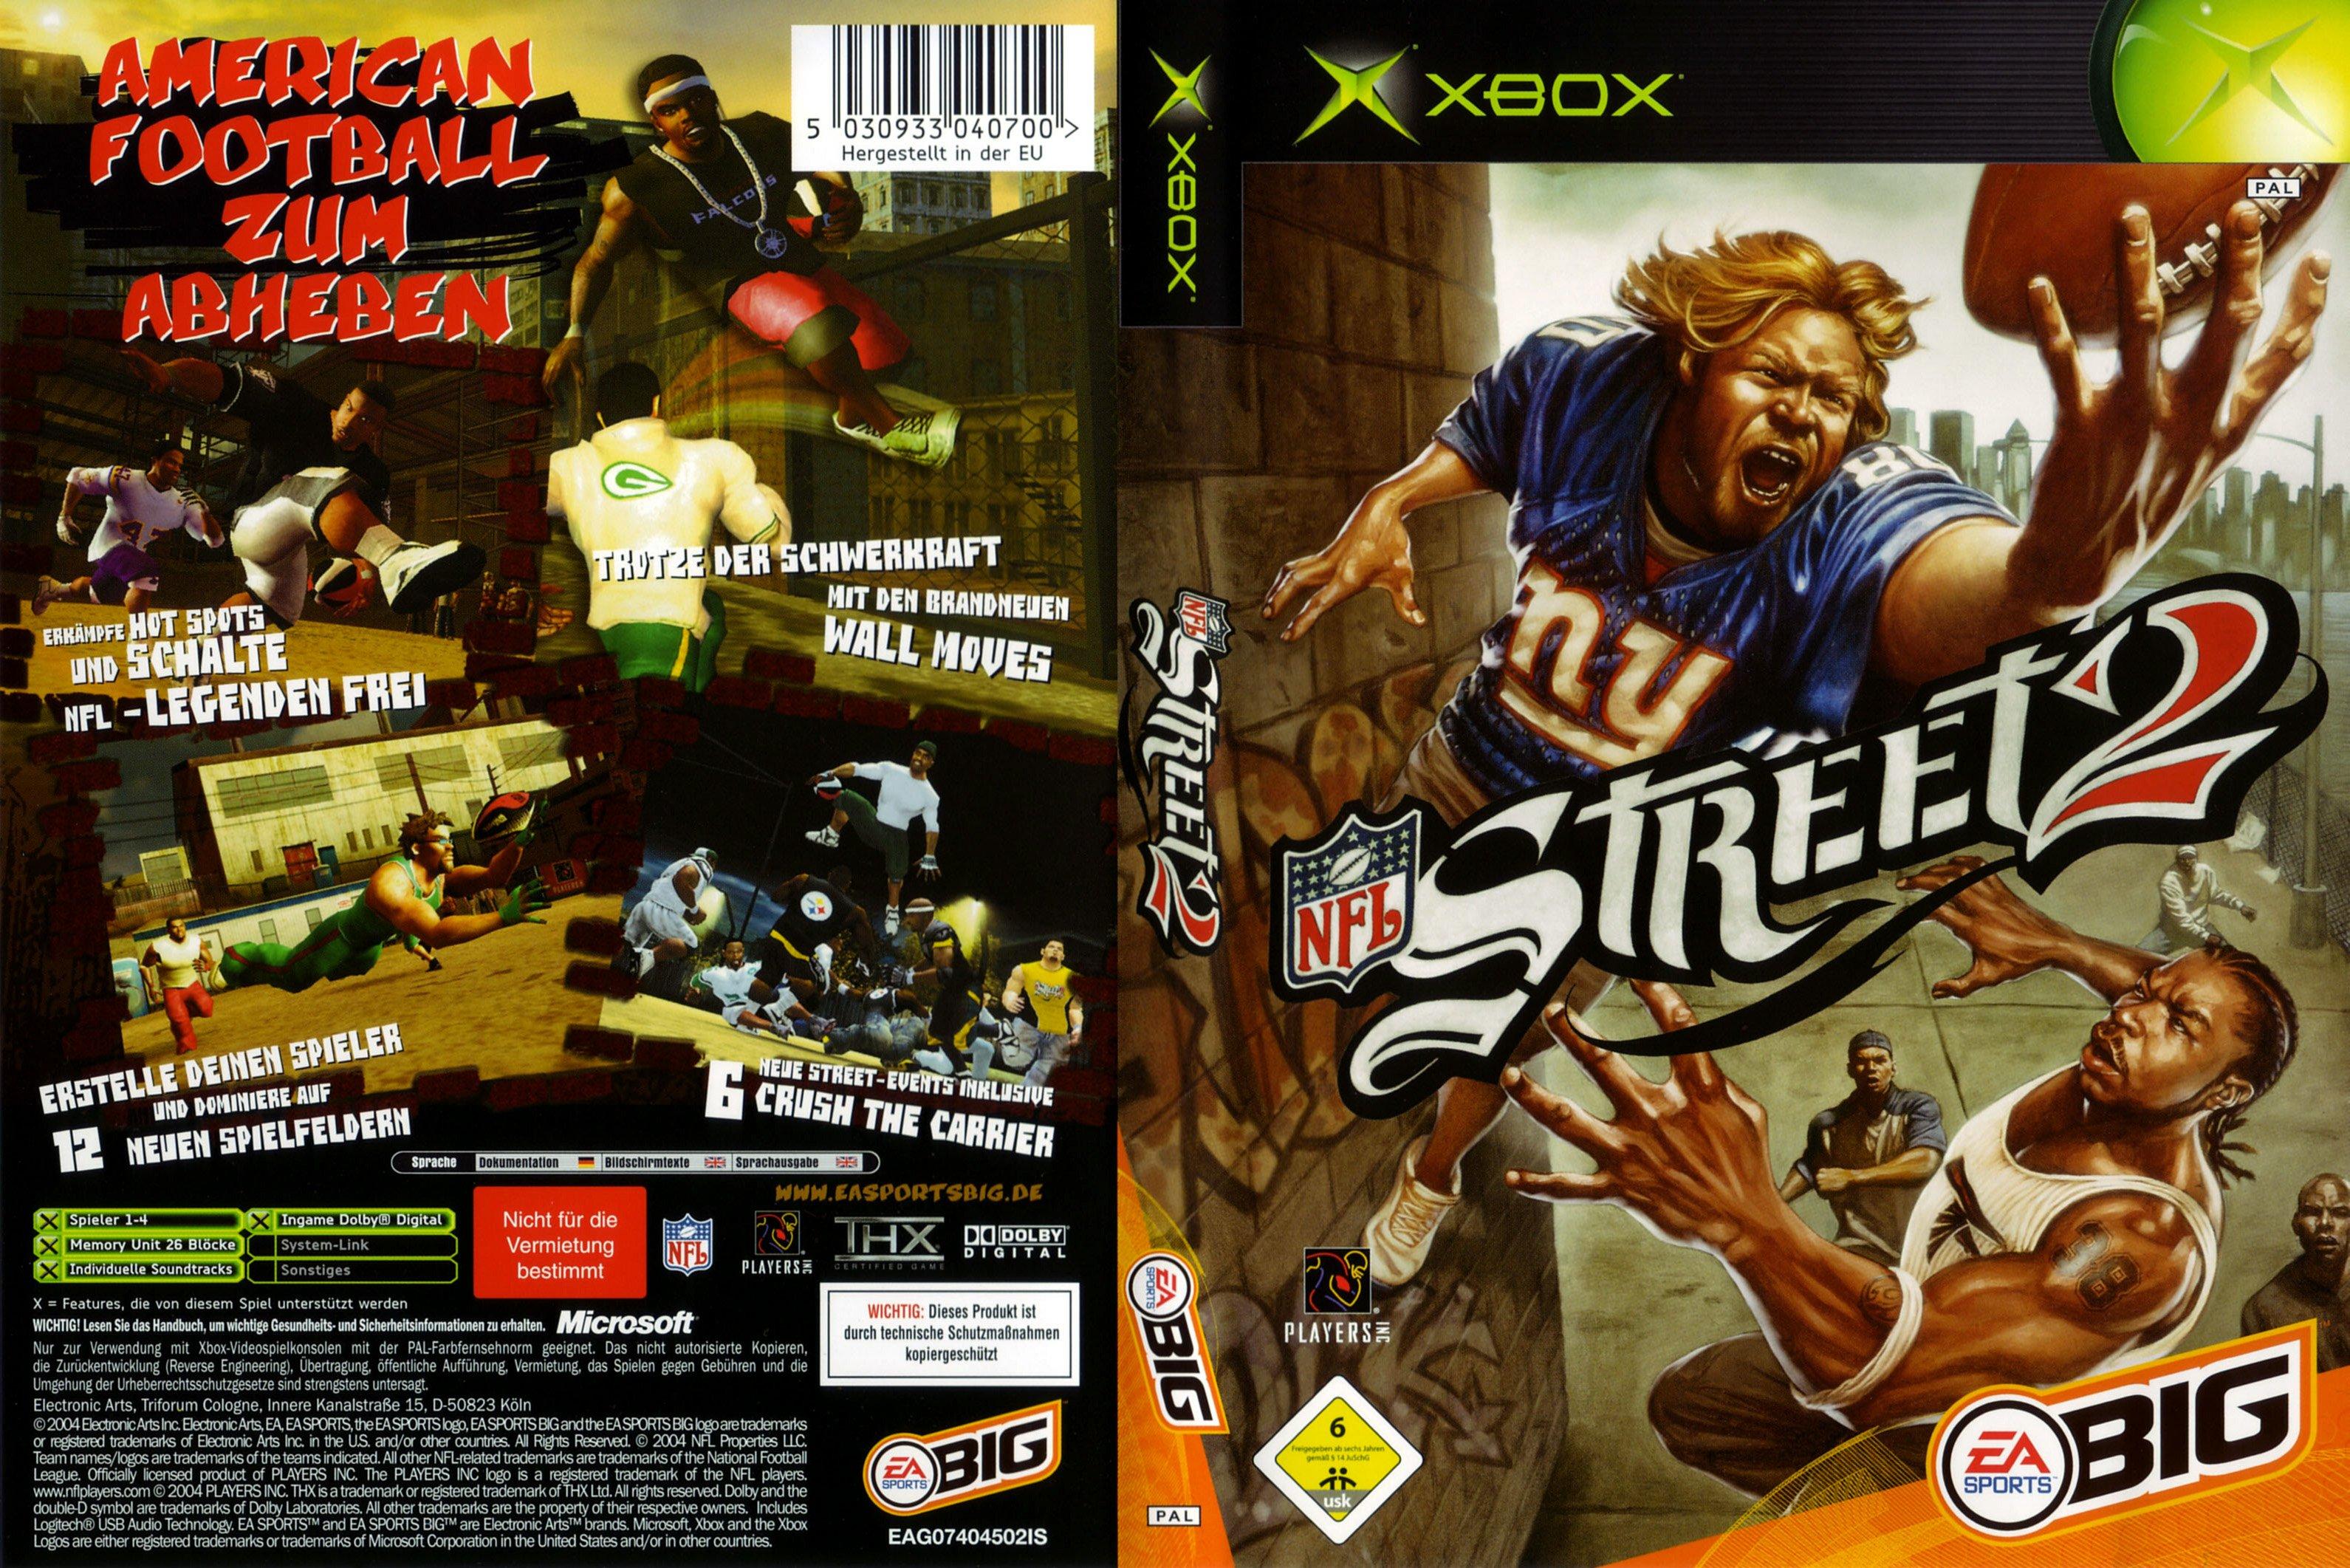 AMERICAN
FOOTBALL
ZUM
ABHEBEN
5 030933 040700 >
Hergestellt in der EU
FALCONS
ERKÄMPFE HOT SPOTS
UND SCHALTE
NFL - LEGENDEN FREI
TROTZE DER SCHWERKRAFT
MIT DEN BRANDNEUEN
WALL MOVES
ERSTELLE DEINEN SPIELER
UND DOMINIERE AUF
12 NEUEN SPIELFELDERN
6 NEUE STREET-EVENTS INKLUSIVE
CRUSH THE CARRIER
Sprache Dokumentation Bildschirmtexte Sprachausgabe
WWW.EASPORTSBIG.DE
Spieler 1-4
Memory Unit 26 Blöcke
Individuelle Soundtracks
Ingame Dolby® Digital
System-Link
Sonstiges
Nicht für die
Vermietung
bestimmt
NFL
PLAYERS INC
THX
CERTIFIED GAME
DOLBY
DIGITAL
X = Features, die von diesem Spiel unterstützt werden
WICHTIG! Lesen Sie das Handbuch, um wichtige Gesundheits- und Sicherheitsinformationen zu erhalten.
Microsoft
Nur zur Verwendung mit Xbox-Videospielkonsolen mit der PAL-Farbfernsehnorm geeignet. Das nicht autorisierte Kopieren,
die Zurückentwicklung (Reverse Engineering), Übertragung, öffentliche Aufführung, Vermietung, das Spielen gegen Gebühren und die
Umgehung der Urheberrechtsschutzgesetze sind strengstens untersagt.
Electronic Arts, Triforum Cologne, Innere Kanalstraße 15, D-50823 Köln
© 2004 Electronic Arts Inc. Electronic Arts, EA, EA SPORTS, the EA SPORTS logo, EA SPORTS BIG and the EA SPORTS BIG logo are trademarks
or registered trademarks of Electronic Arts Inc. in the U.S. and/or other countries. All Rights Reserved. © 2004 NFL Properties LLC.
Team names/logos are trademarks of the teams indicated. All other NFL-related trademarks are trademarks of the National Football
League. Officially licensed product of PLAYERS INC. The PLAYERS INC logo is a registered trademark of the NFL players.
www.nflplayers.com © 2004 PLAYERS INC. THX is a trademark or registered trademark of THX Ltd. All rights reserved. Dolby and the
double-D symbol are trademarks of Dolby Laboratories. All other trademarks are the property of their respective owners. Includes
Logitech® USB Audio Technology. EA SPORTS™ and EA SPORTS BIG™ are Electronic Arts™ brands. Microsoft, Xbox and the Xbox
Logos are either registered trademarks or trademarks of Microsoft Corporation in the United States and/or in other countries.
WICHTIG: Dieses Produkt ist
durch technische Schutzmaßnahmen
kopiergeschützt
EA SPORTS BIG
EAG07404502IS
XBOX
NFL STREET 2
EA SPORTS BIG
PAL
XBOX
PAL
80
ny
NFL STREET 2
38
PLAYERS INC
6
Freigegeben ab sechs Jahren
gemäß § 14 JuSchG
usk
EA SPORTS™ BIG